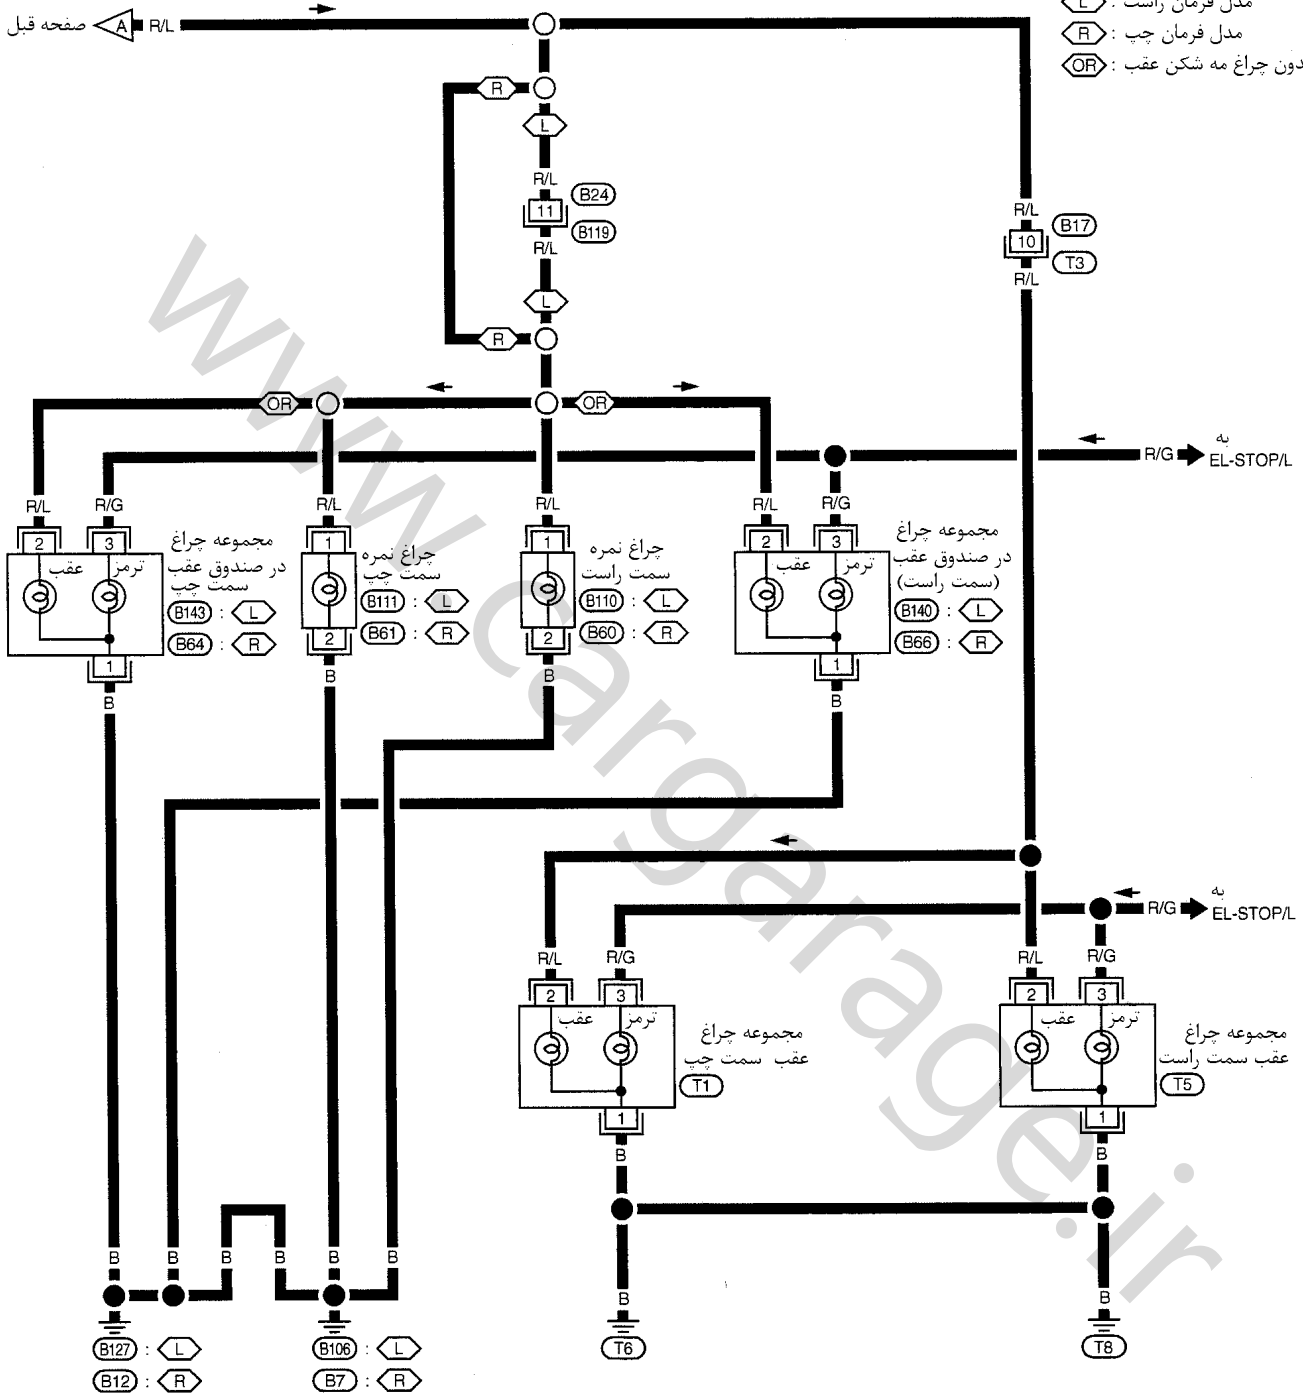 مدل فرمان راست : L
صفحه قبل A R/L
مدل فرمان چپ : R
دون چراغ مه شکن عقب : OR
R
L
R/L
B24
11
B119
R/L
R/L
B17
10
T3
R/L
L
R
OR
OR
R/G
به
EL-STOP/L
R/L
R/G
R/L
R/L
R/L
R/G
2
3
عقب
ترمز
1
B
مجموعه چراغ
در صندوق عقب
سمت چپ
B143 : L
B64 : R
1
2
B
چراغ نمره
سمت چپ
B111 : L
B61 : R
1
2
B
چراغ نمره
سمت راست
B110 : L
B60 : R
2
3
عقب
ترمز
1
B
مجموعه چراغ
در صندوق عقب
(سمت راست)
B140 : L
B66 : R
R/G
به
EL-STOP/L
R/L
R/G
R/L
R/G
2
3
عقب
ترمز
1
B
مجموعه چراغ
عقب سمت چپ
T1
2
3
عقب
ترمز
1
B
مجموعه چراغ
عقب سمت راست
T5
B
B
B
B
B
B
B
B
B127 : L
B12 : R
B106 : L
B7 : R
T6
T8
www.cargarage.ir